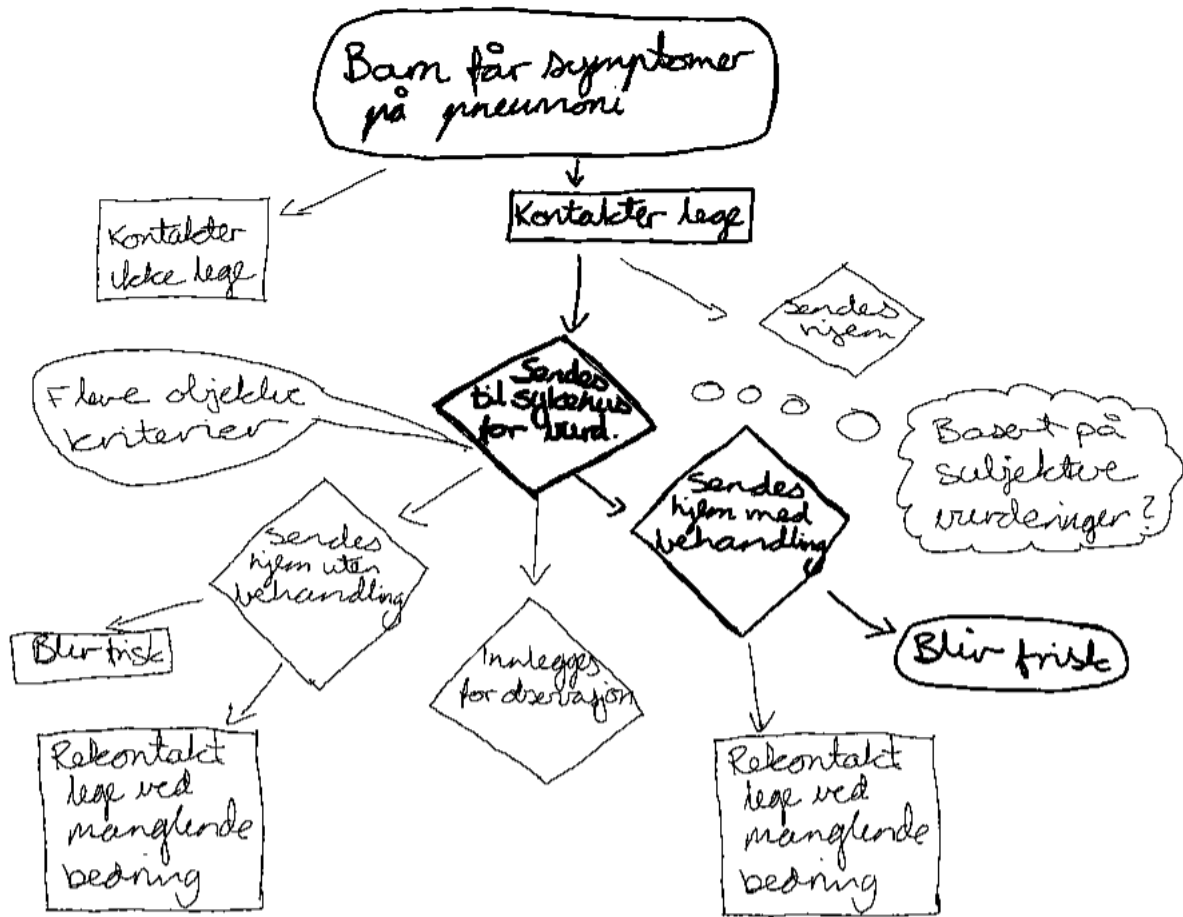 Barn får symptomer
på pneumoni
Kontakter lege
Kontakter
ikke lege
Sendes
hjem
Sendes
til sykehus
for vurd.
Flere objektive
kriterier
Basert på
subjektive
vurderinger?
Sendes
hjem med
behandling
Sendes
hjem uten
behandling
Blir frisk
Innlegges
for observasjon
Blir frisk
Rekontakt
lege ved
manglende
bedring
Rekontakt
lege ved
manglende
bedring